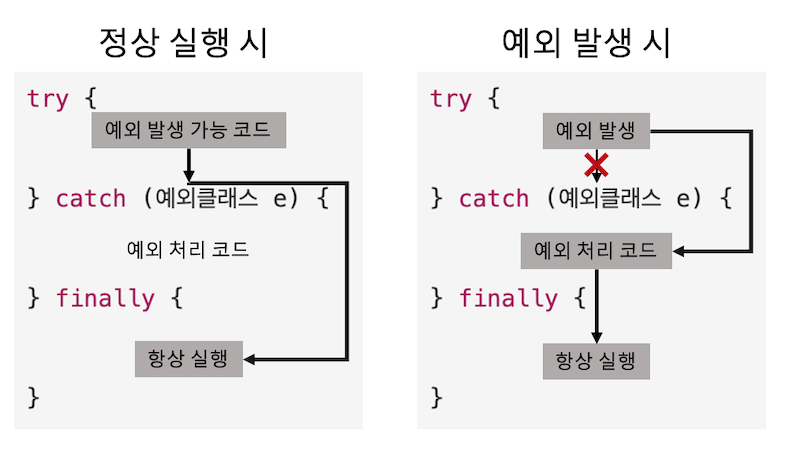 정상 실행 시
try {
예외 발생 가능 코드
} catch (예외클래스 e) {
예외 처리 코드
} finally {
항상 실행
}
예외 발생 시
try {
예외 발생
} catch (예외클래스 e) {
예외 처리 코드
} finally {
항상 실행
}